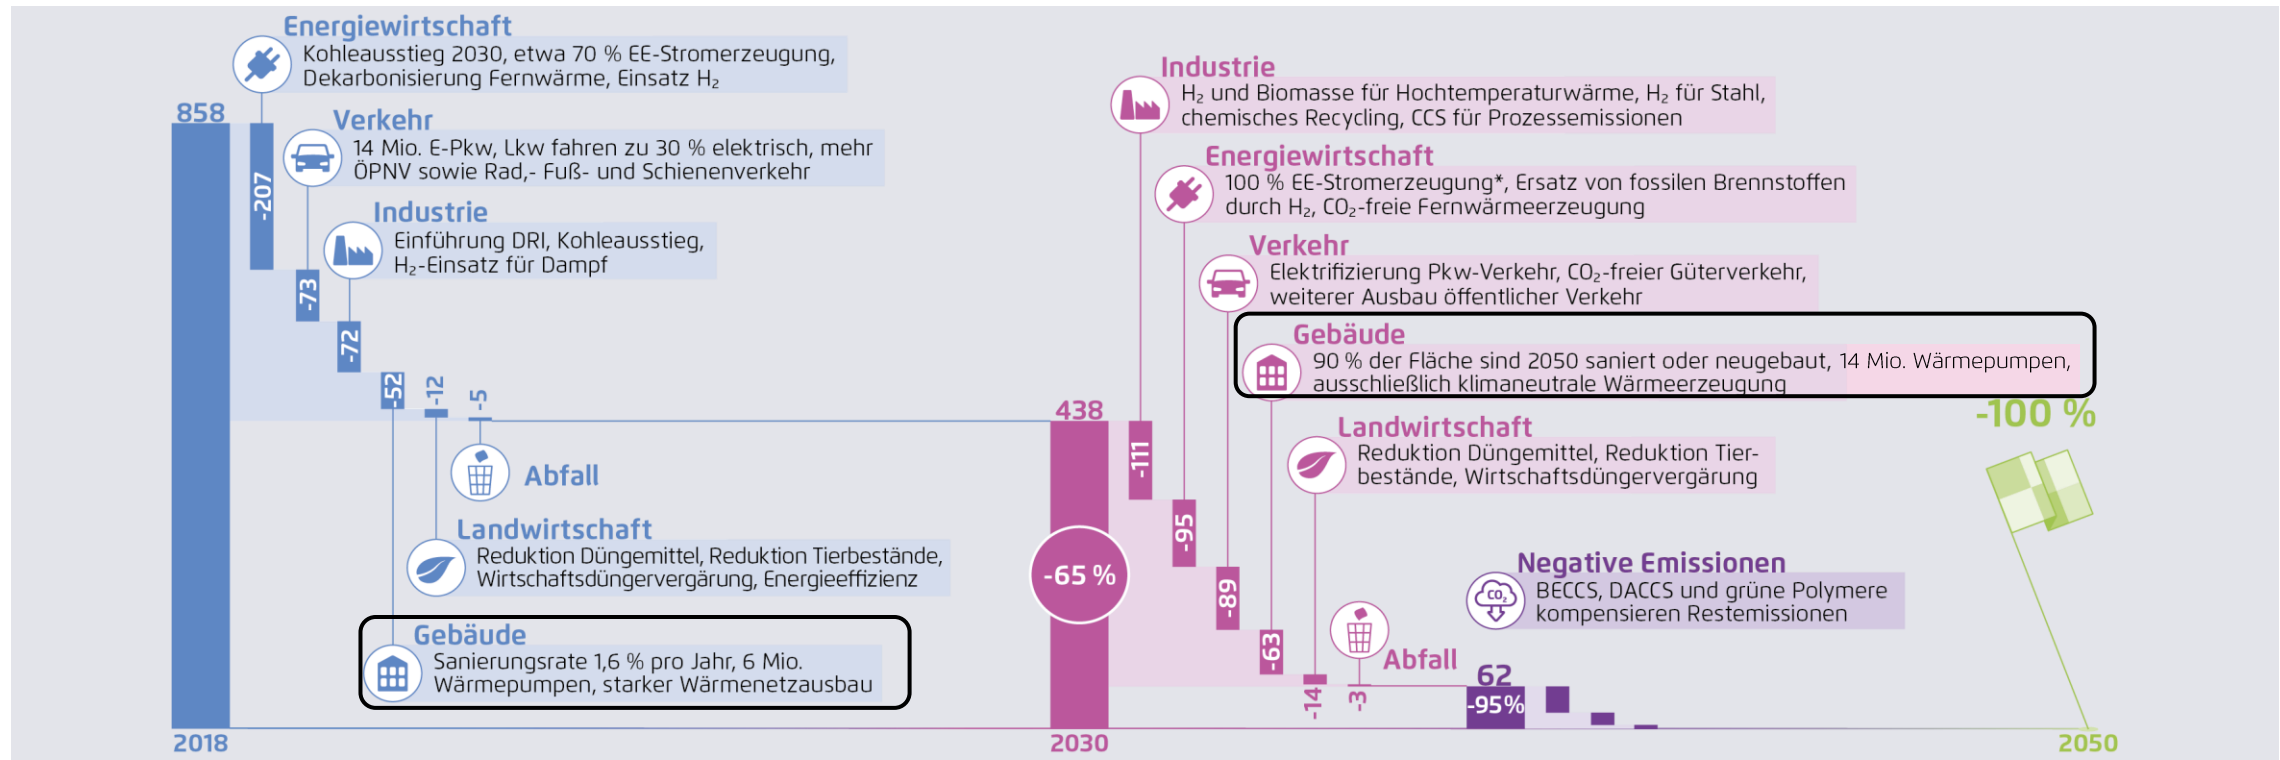 Energiewirtschaft
Kohleausstieg 2030, etwa 70 % EE-Stromerzeugung,
Dekarbonisierung Fernwärme, Einsatz H₂
858
-207
Verkehr
14 Mio. E-Pkw, Lkw fahren zu 30 % elektrisch, mehr
ÖPNV sowie Rad,- Fuß- und Schienenverkehr
-73
Industrie
Einführung DRI, Kohleausstieg,
H₂-Einsatz für Dampf
-72
-52
-12
-5
Abfall
Landwirtschaft
Reduktion Düngemittel, Reduktion Tierbestände,
Wirtschaftsdüngervergärung, Energieeffizienz
Gebäude
Sanierungsrate 1,6 % pro Jahr, 6 Mio.
Wärmepumpen, starker Wärmenetzausbau
2018
438
-65 %
2030
Industrie
H₂ und Biomasse für Hochtemperaturwärme, H₂ für Stahl,
chemisches Recycling, CCS für Prozessemissionen
-111
Energiewirtschaft
100 % EE-Stromerzeugung*, Ersatz von fossilen Brennstoffen
durch H₂, CO₂-freie Fernwärmeerzeugung
-95
Verkehr
Elektrifizierung Pkw-Verkehr, CO₂-freier Güterverkehr,
weiterer Ausbau öffentlicher Verkehr
-89
Gebäude
90 % der Fläche sind 2050 saniert oder neugebaut, 14 Mio. Wärmepumpen,
ausschließlich klimaneutrale Wärmeerzeugung
-63
Landwirtschaft
Reduktion Düngemittel, Reduktion Tier-
bestände, Wirtschaftsdüngervergärung
-14
Abfall
-3
Negative Emissionen
CO₂
BECCS, DACCS und grüne Polymere
kompensieren Restemissionen
62
-95%
-100 %
2050